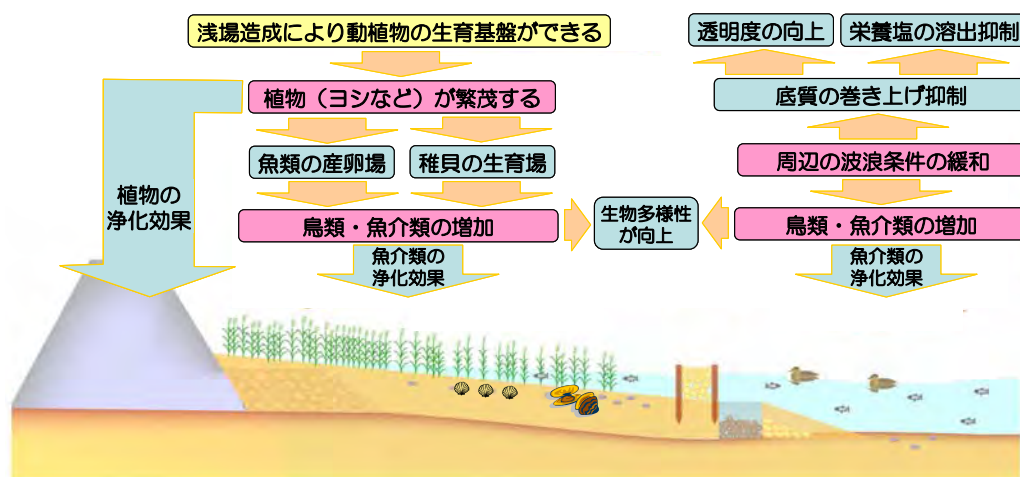 浅場造成により動植物の生育基盤ができる
植物（ヨシなど）が繁茂する
魚類の産卵場
稚貝の生育場
鳥類・魚介類の増加
魚介類の
浄化効果
植物の
浄化効果
生物多様性
が向上
透明度の向上
栄養塩の溶出抑制
底質の巻き上げ抑制
周辺の波浪条件の緩和
鳥類・魚介類の増加
魚介類の
浄化効果